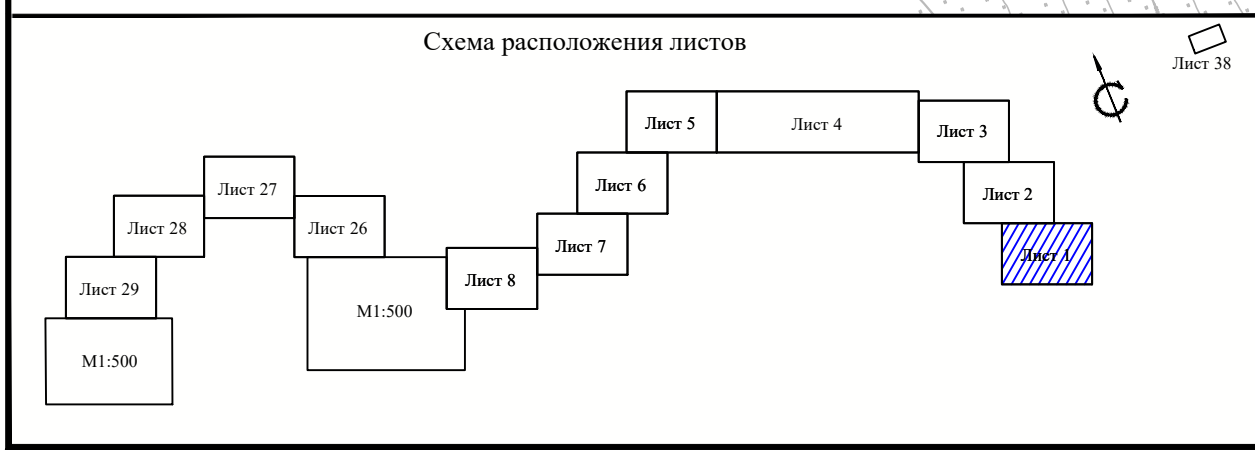 Схема расположения листов
Лист 38
С
Лист 5
Лист 4
Лист 3
Лист 6
Лист 2
Лист 27
Лист 28
Лист 26
Лист 7
Лист 1
Лист 29
Лист 8
М1:500
М1:500